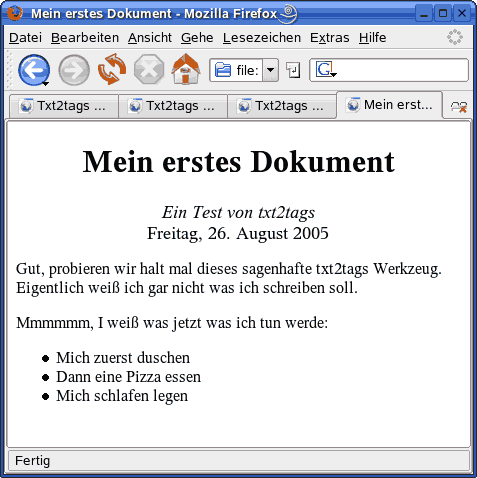 Mein erstes Dokument - Mozilla Firefox
Datei Bearbeiten Ansicht Gehe Lesezeichen Extras Hilfe
file: G
Txt2tags ... Txt2tags ... Txt2tags ... Mein erst...
Mein erstes Dokument
Ein Test von txt2tags
Freitag, 26. August 2005
Gut, probieren wir halt mal dieses sagenhafte txt2tags Werkzeug.
Eigentlich weiß ich gar nicht was ich schreiben soll.
Mmmmmm, I weiß was jetzt was ich tun werde:
Mich zuerst duschen
Dann eine Pizza essen
Mich schlafen legen
Fertig